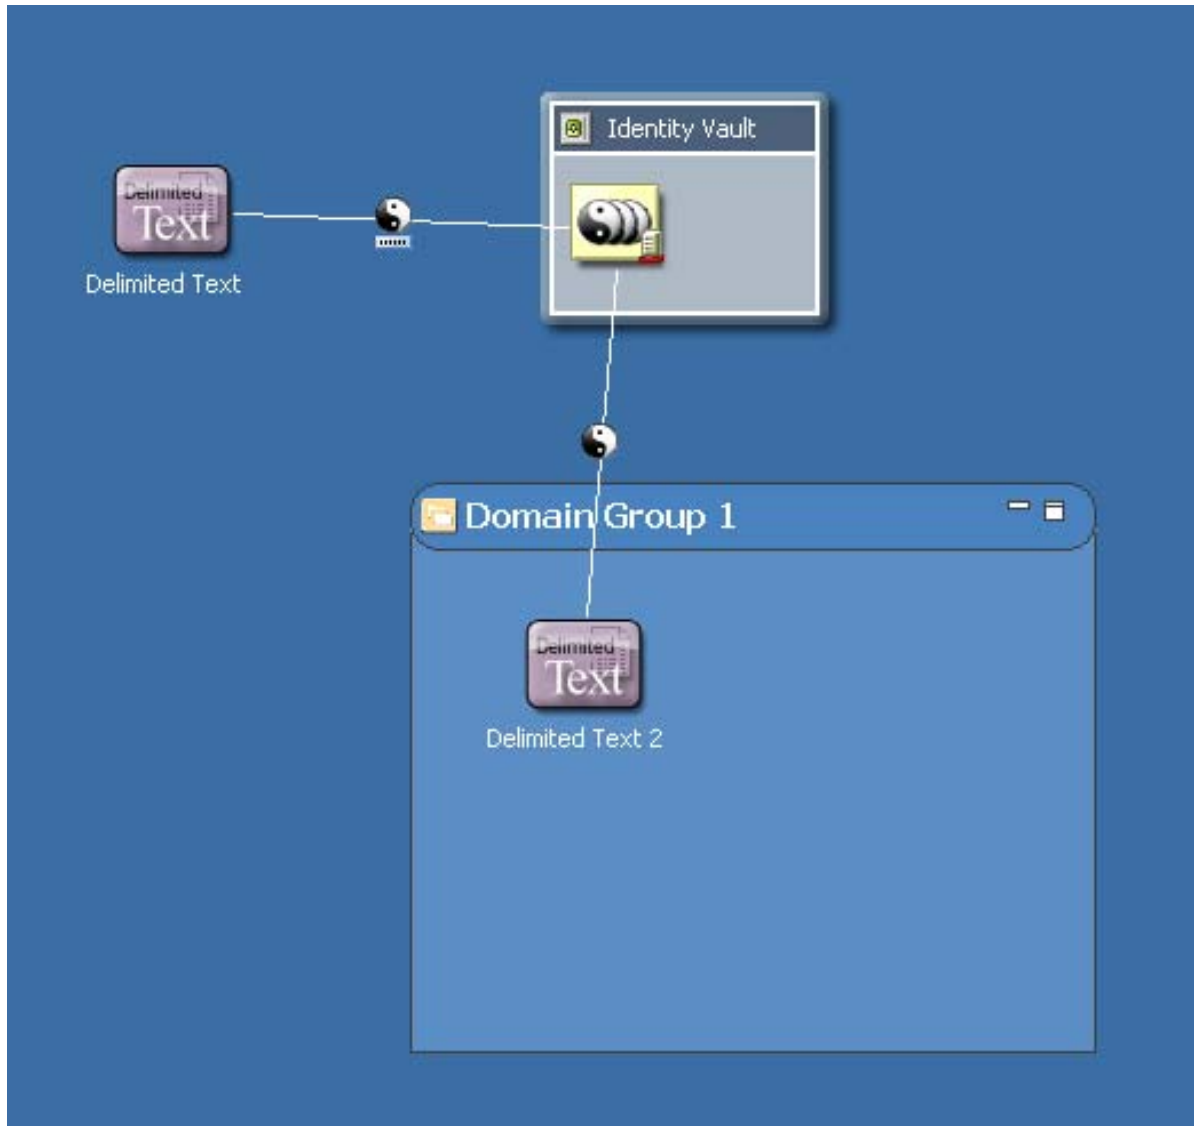 Identity Vault
Delimited
Text
Delimited Text
Domain Group 1
Delimited
Text
Delimited Text 2